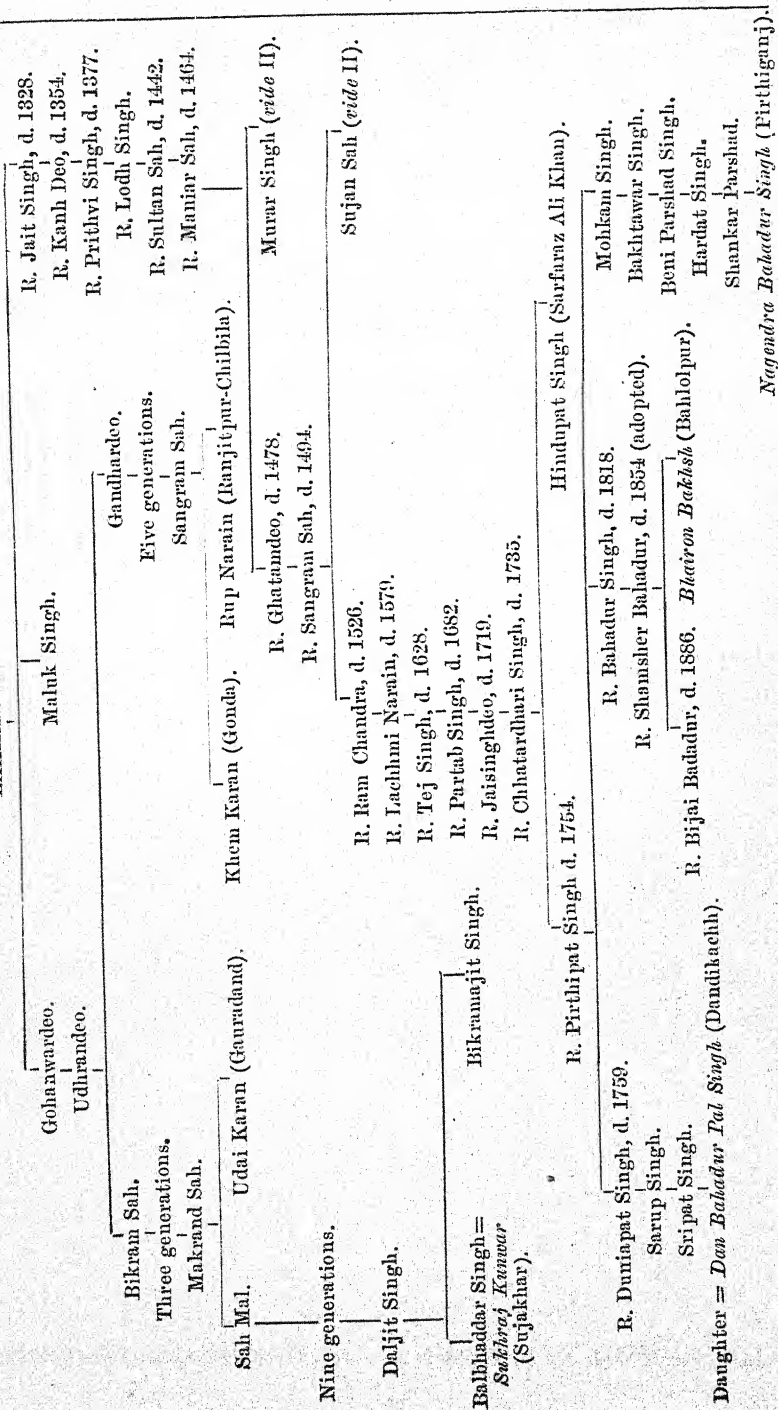 R. Jait Singh, d. 1328.
R. Kanh Deo, d. 1354.
R. Prithvi Singh, d. 1377.
R. Lodh Singh.
R. Sultan Sah, d. 1442.
R. Maniar Sah, d. 1464.
Maluk Singh.
Gohanwardeo.
Udhrandeo.
Gandhardeo.
Five generations.
Sangram Sah.
Bikram Sah.
Three generations.
Makrand Sah.
Khem Karan (Gonda). Rup Narain (Ranjitpur-Chilbila).
Murar Singh (vide II).
R. Ghatamdeo, d. 1478.
R. Sangram Sah, d. 1494.
Sah Mal. Udai Karan (Gauradand).
Sujan Sah (vide II).
R. Ram Chandra, d. 1526.
R. Lachhmi Narain, d. 1579.
R. Tej Singh, d. 1628.
R. Partab Singh, d. 1682.
R. Jaisinghdeo, d. 1719.
R. Chhatardhari Singh, d. 1735.
Nine generations.
Daljit Singh.
Balbhaddar Singh=
Sukhraj Kunwar
(Sujakhar).
Bikramajit Singh.
R. Pirthipat Singh d. 1754. Hindupat Singh (Sarfaraz Ali Khan).
R. Duniapat Singh, d. 1759.
Sarup Singh.
Sripat Singh.
Daughter = Dan Bahadur Pal Singh (Dandikachh).
R. Bahadur Singh, d. 1818.
R. Shamsher Bahadur, d. 1854 (adopted).
R. Bijai Badadur, d. 1886. Bhairon Bakhsh (Bahlolpur).
Mohkam Singh.
Bakhtawar Singh.
Beni Parshad Singh.
Hardat Singh.
Shankar Parshad.
Nagendra Bahadur Singh (Pirthiganj).